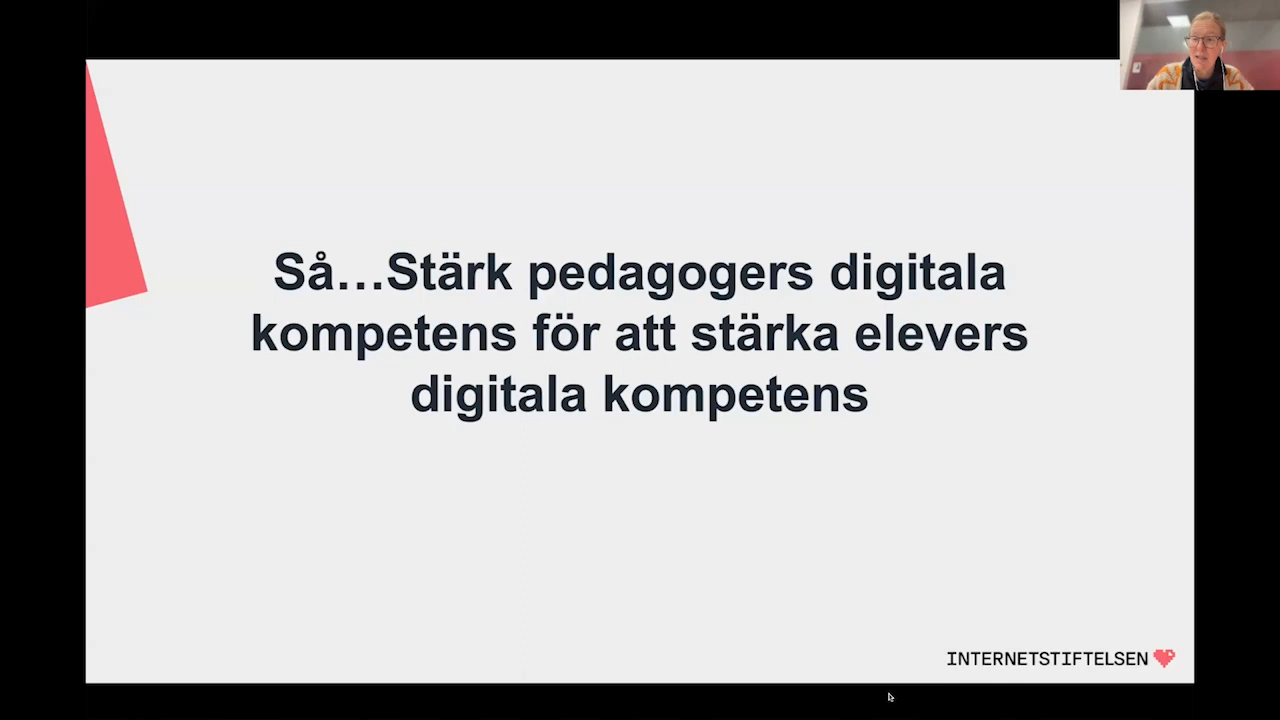 Så...Stärk pedagogers digitala
kompetens för att stärka elevers
digitala kompetens
INTERNETSTIFTELSEN